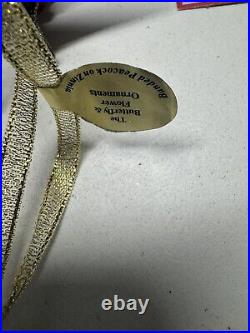 The
Butterfly &
Flower
Ornaments
Banded Peacock on Zinnia